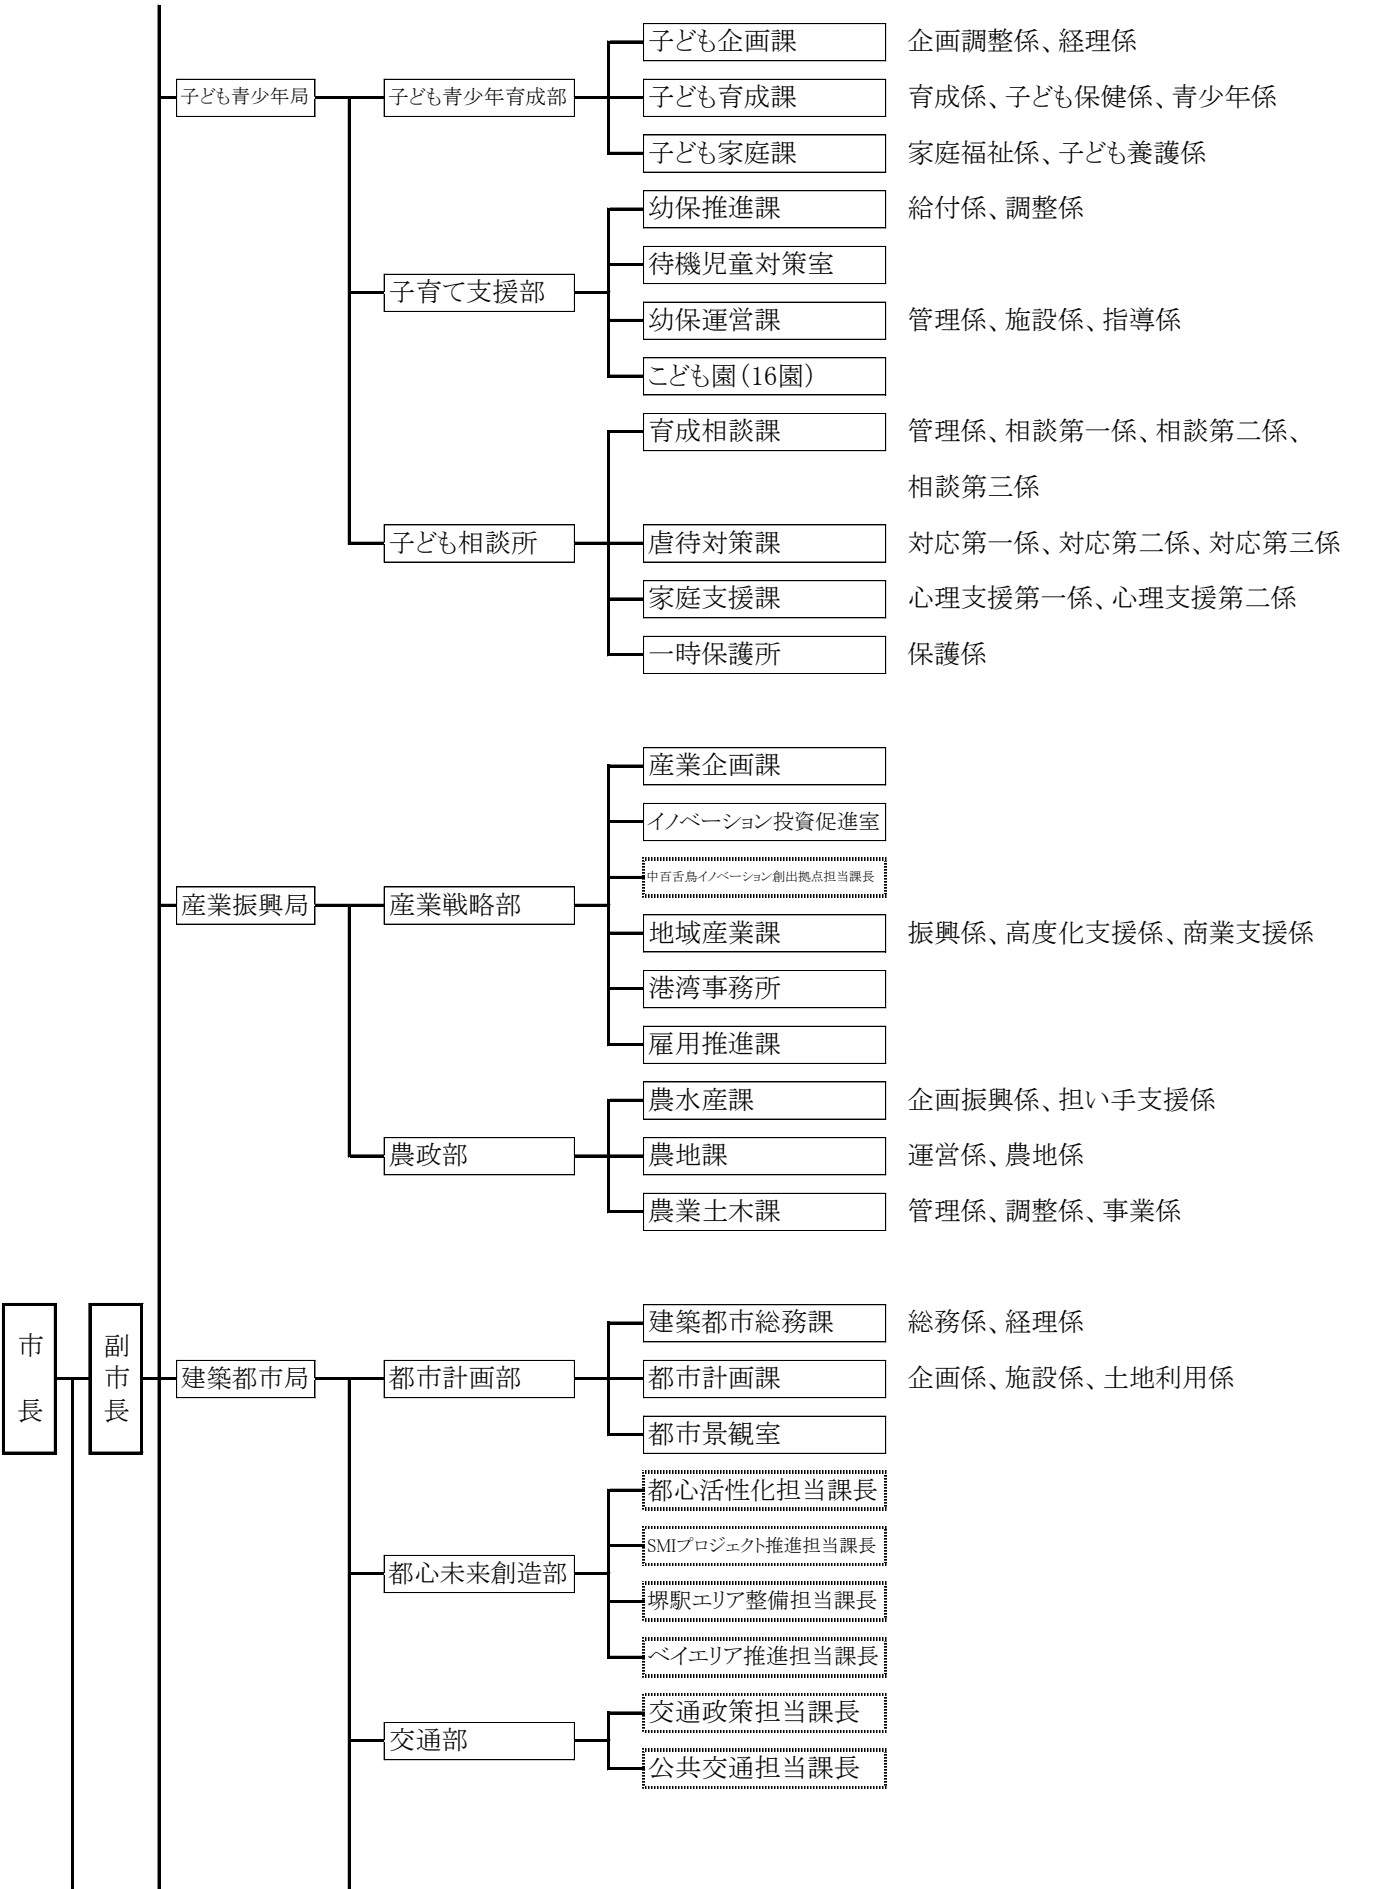 子ども企画課 企画調整係、経理係
子ども青少年局 子ども青少年育成部 子ども育成課 育成係、子ども保健係、青少年係
子ども家庭課 家庭福祉係、子ども養護係
幼保推進課 給付係、調整係
待機児童対策室
子育て支援部
幼保運営課 管理係、施設係、指導係
こども園(16園)
育成相談課 管理係、相談第一係、相談第二係、
相談第三係
子ども相談所 虐待対策課 対応第一係、対応第二係、対応第三係
家庭支援課 心理支援第一係、心理支援第二係
一時保護所 保護係
産業企画課
イノベーション投資促進室
中百舌鳥イノベーション創出拠点担当課長
産業振興局 産業戦略部
地域産業課 振興係、高度化支援係、商業支援係
港湾事務所
雇用推進課
農水産課 企画振興係、担い手支援係
農政部 農地課 運営係、農地係
農業土木課 管理係、調整係、事業係
建築都市総務課 総務係、経理係
市長 副市長 建築都市局 都市計画部 都市計画課 企画係、施設係、土地利用係
都市景観室
都心活性化担当課長
SMIプロジェクト推進担当課長
都心未来創造部
堺駅エリア整備担当課長
ベイエリア推進担当課長
交通政策担当課長
交通部
公共交通担当課長